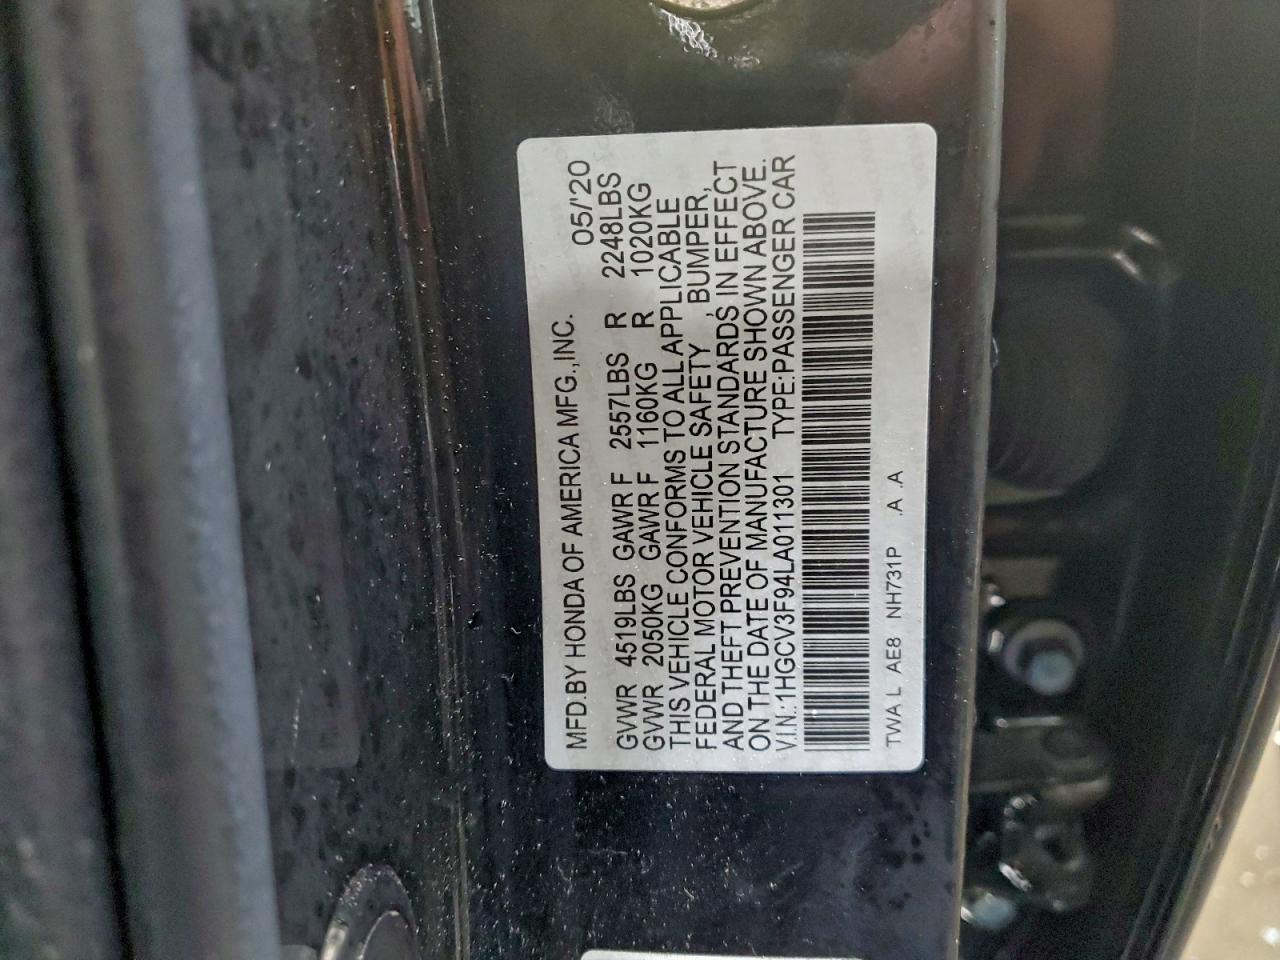 MFD.BY HONDA OF AMERICA MFG.,INC. 05/'20
GVWR 4519LBS GAWR F 2557LBS R 2248LBS
GVWR 2050KG GAWR F 1160KG R 1020KG
THIS VEHICLE CONFORMS TO ALL APPLICABLE
FEDERAL MOTOR VEHICLE SAFETY , BUMPER,
AND THEFT PREVENTION STANDARDS IN EFFECT
ON THE DATE OF MANUFACTURE SHOWN ABOVE.
V.I.N.:1HGCV3F94LA011301 TYPE:PASSENGER CAR
TWA L AE8 NH731P .A .A